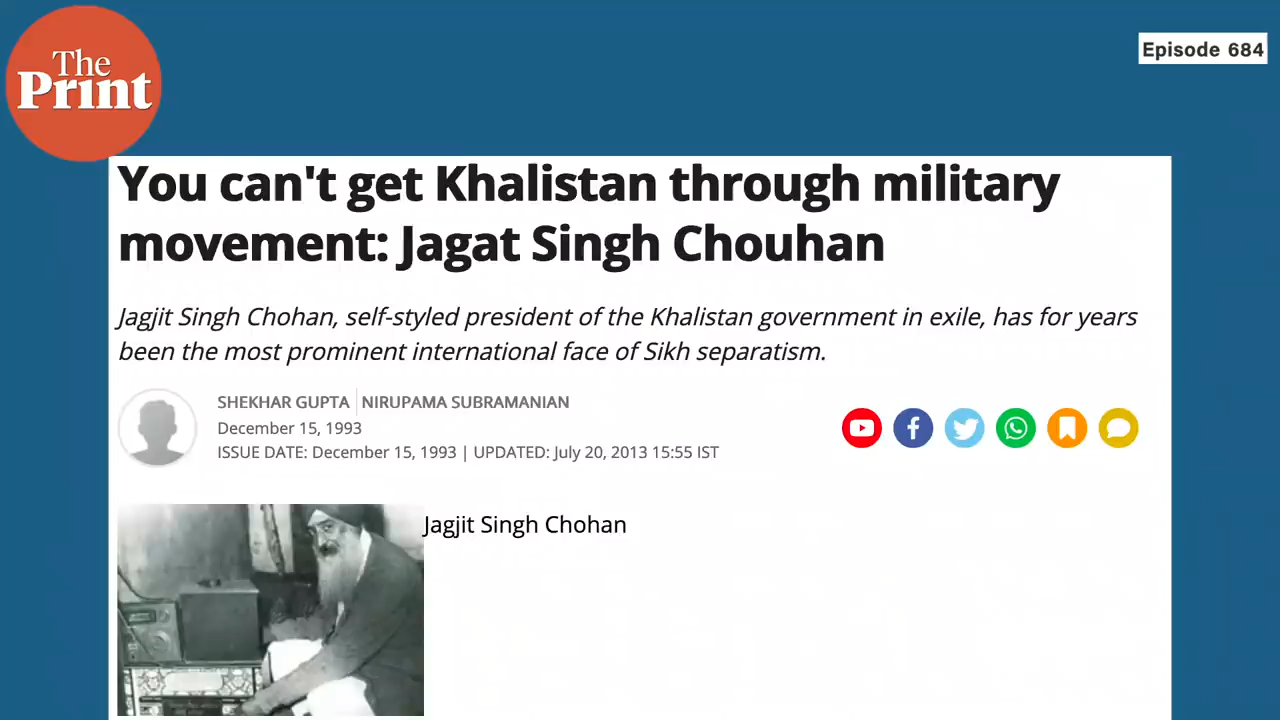 The
Print
Episode 684
You can't get Khalistan through military
movement: Jagat Singh Chouhan
Jagjit Singh Chohan, self-styled president of the Khalistan government in exile, has for years
been the most prominent international face of Sikh separatism.
SHEKHAR GUPTA | NIRUPAMA SUBRAMANIAN
December 15, 1993
ISSUE DATE: December 15, 1993 | UPDATED: July 20, 2013 15:55 IST
Jagjit Singh Chohan